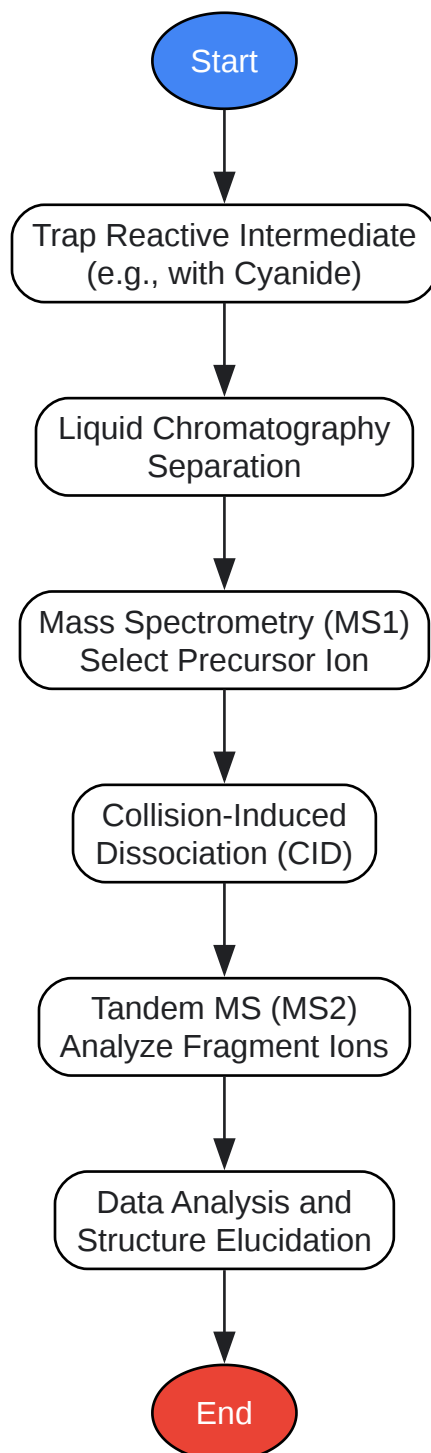 Start
Trap Reactive Intermediate
(e.g., with Cyanide)
Liquid Chromatography
Separation
Mass Spectrometry (MS1)
Select Precursor Ion
Collision-Induced
Dissociation (CID)
Tandem MS (MS2)
Analyze Fragment Ions
Data Analysis and
Structure Elucidation
End